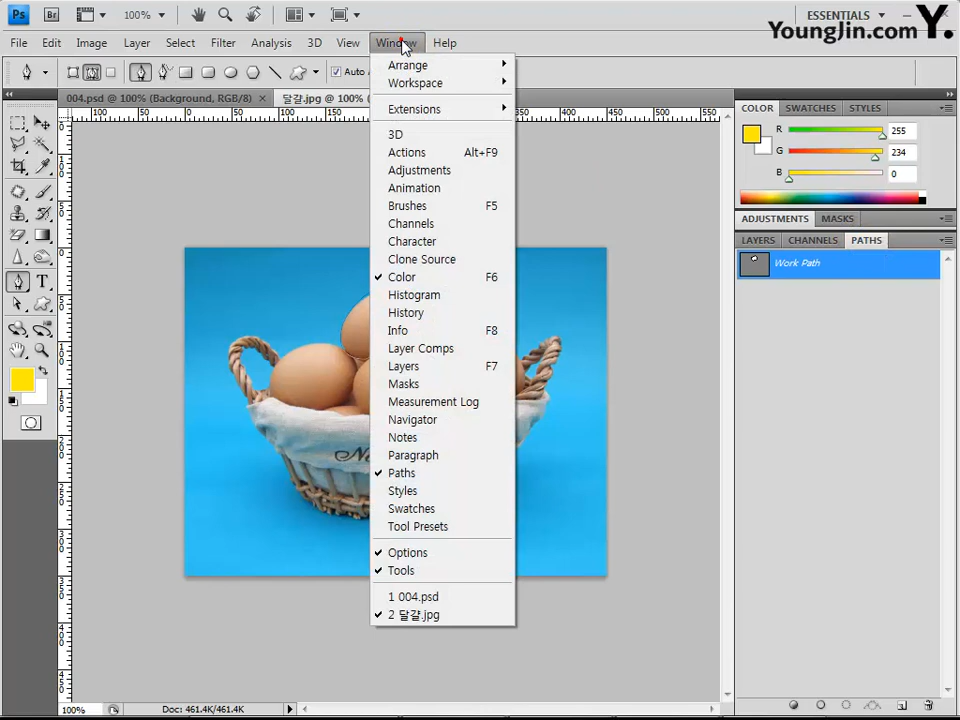 Ps Br 100% ESSENTIALS
YoungJin.com Y.
File Edit Image Layer Select Filter Analysis 3D View Window Help
Auto
004.psd @ 100% (Background, RGB/8) × 달걀.jpg @ 100% (
COLOR SWATCHES STYLES
R 255
G 234
B 0
ADJUSTMENTS MASKS
LAYERS CHANNELS PATHS
Work Path
Arrange
Workspace
Extensions
3D
Actions Alt+F9
Adjustments
Animation
Brushes F5
Channels
Character
Clone Source
Color F6
Histogram
History
Info F8
Layer Comps
Layers F7
Masks
Measurement Log
Navigator
Notes
Paragraph
Paths
Styles
Swatches
Tool Presets
Options
Tools
1 004.psd
2 달걀.jpg
100% Doc: 461.4K/461.4K